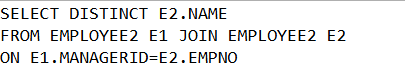 SELECT DISTINCT E2.NAME
FROM EMPLOYEE2 E1 JOIN EMPLOYEE2 E2
ON E1.MANAGERID=E2.EMPNO